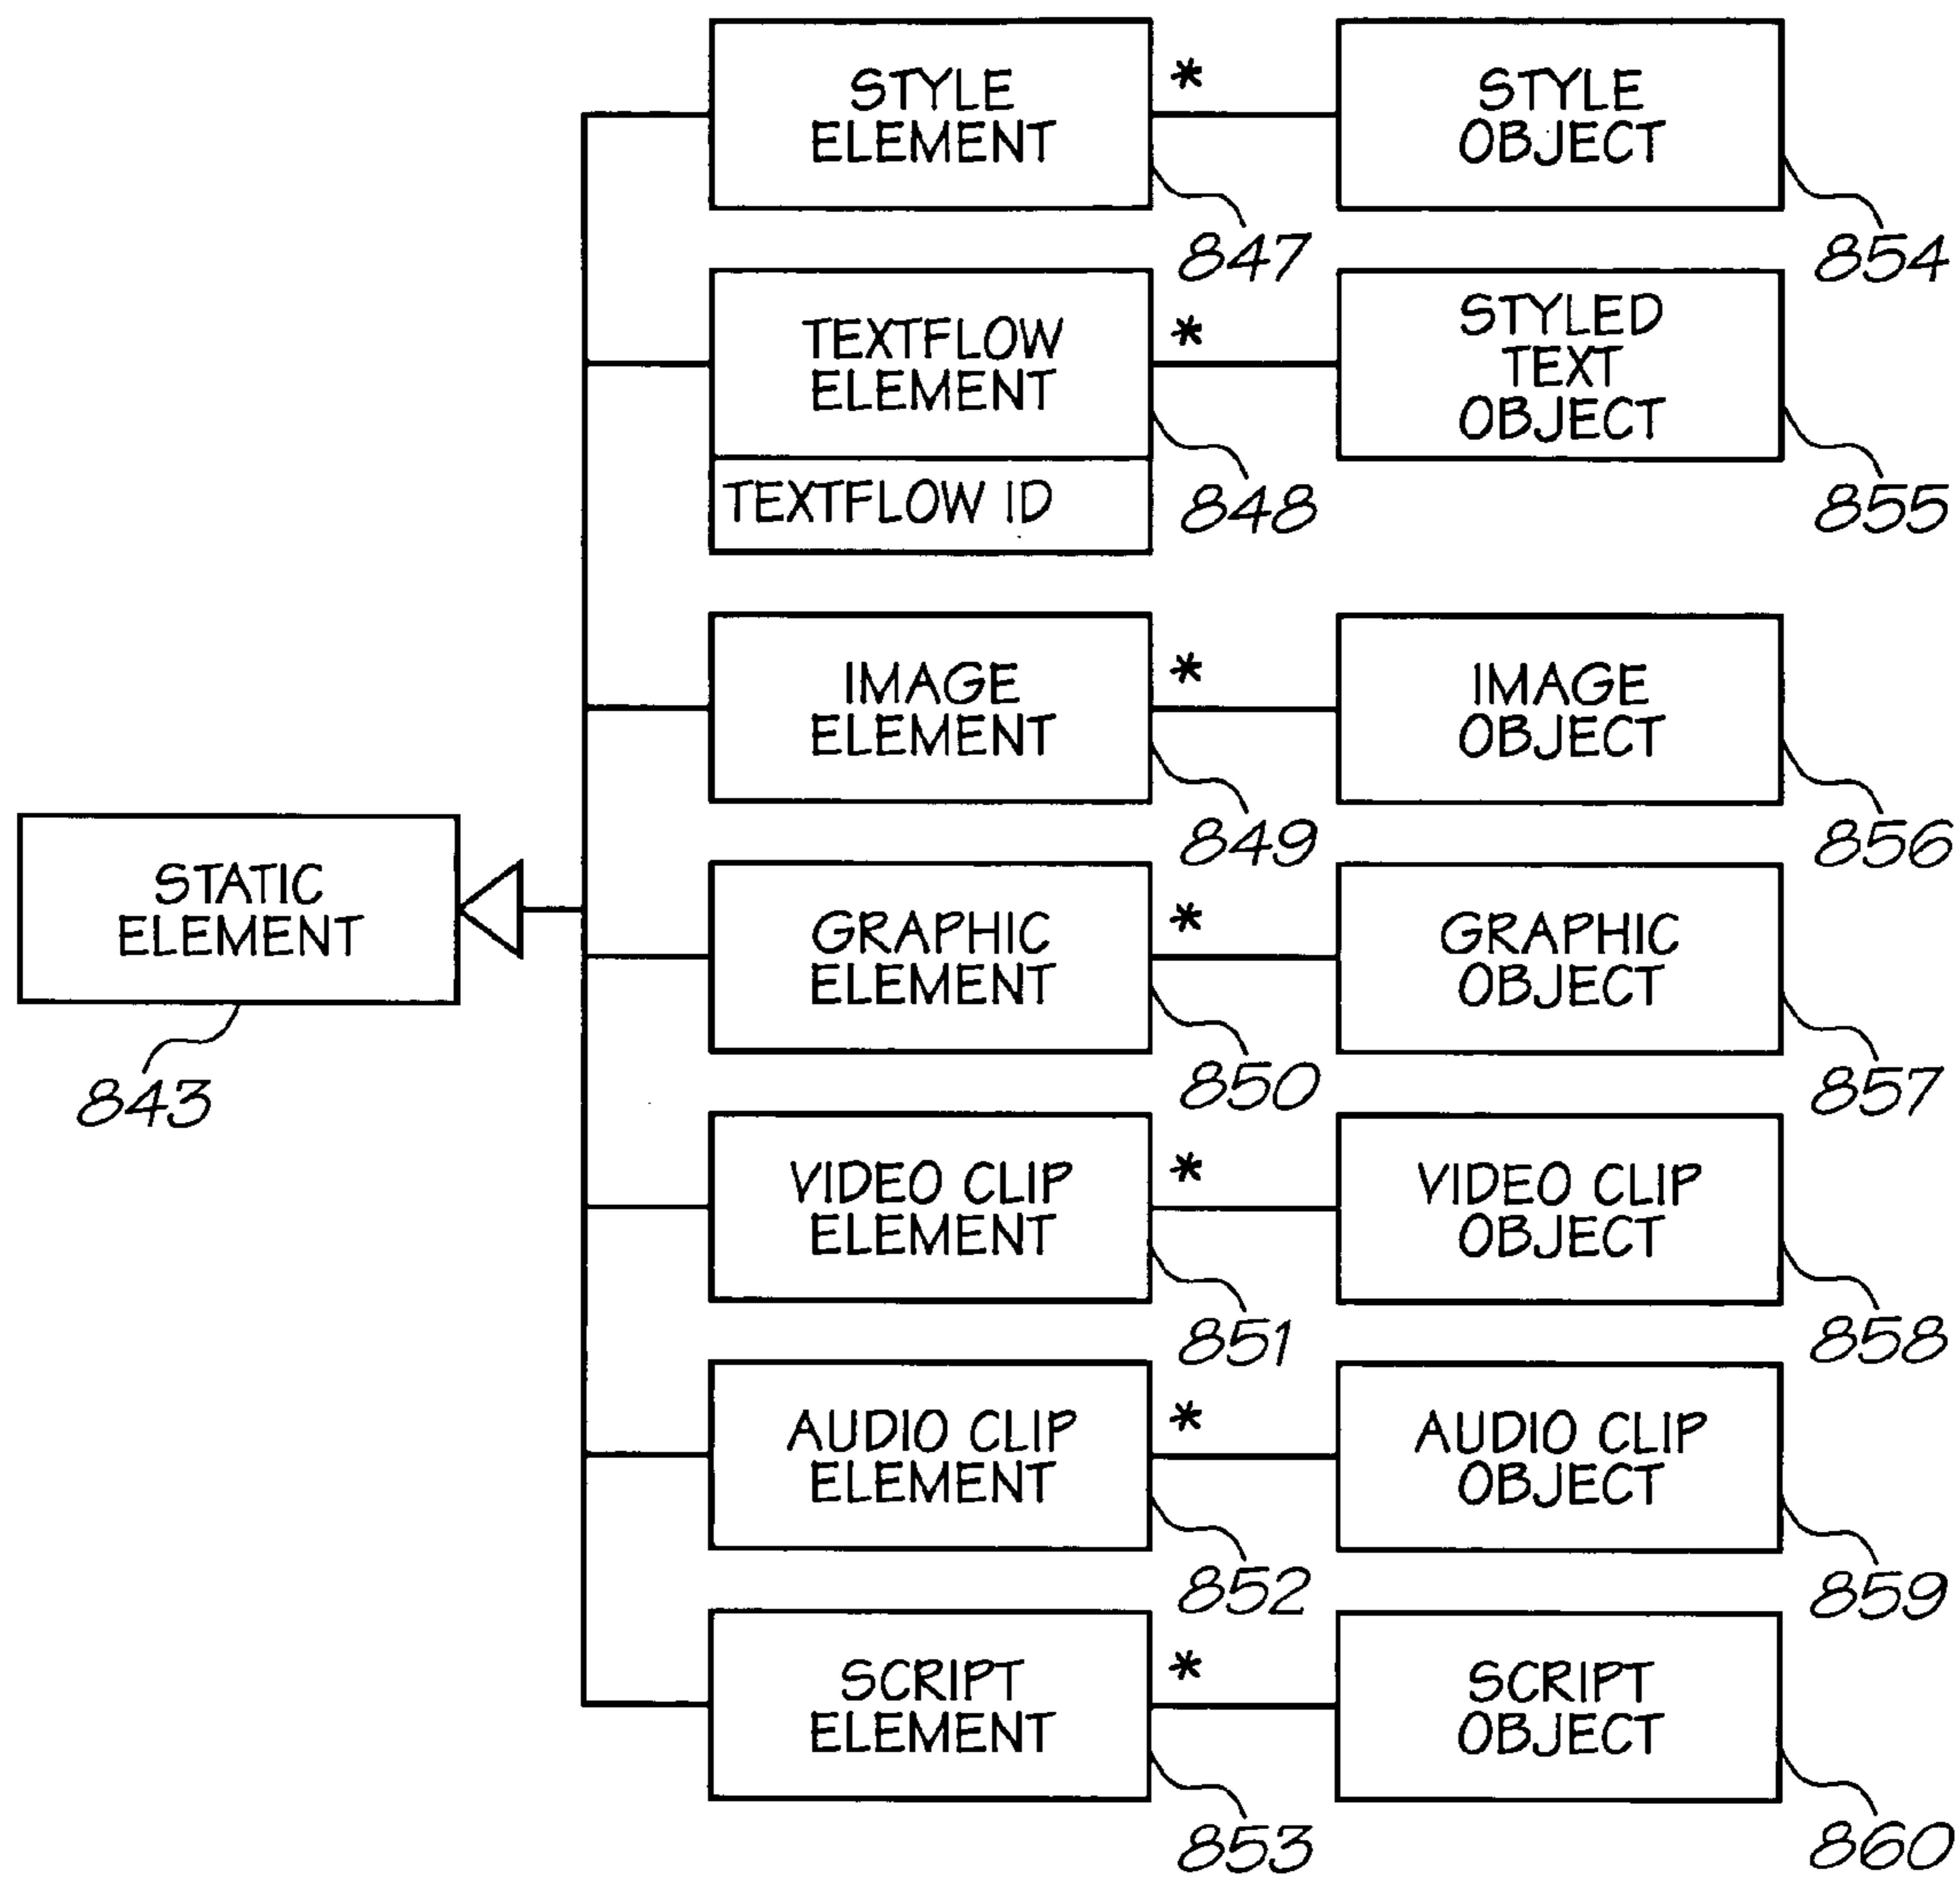 STYLE
ELEMENT
*
STYLE
OBJECT
847
854
TEXTFLOW
ELEMENT
*
STYLED
TEXT
OBJECT
TEXTFLOW ID
848
855
IMAGE
ELEMENT
*
IMAGE
OBJECT
849
856
STATIC
ELEMENT
843
GRAPHIC
ELEMENT
*
GRAPHIC
OBJECT
850
857
VIDEO CLIP
ELEMENT
*
VIDEO CLIP
OBJECT
851
858
AUDIO CLIP
ELEMENT
*
AUDIO CLIP
OBJECT
852
859
SCRIPT
ELEMENT
*
SCRIPT
OBJECT
853
860